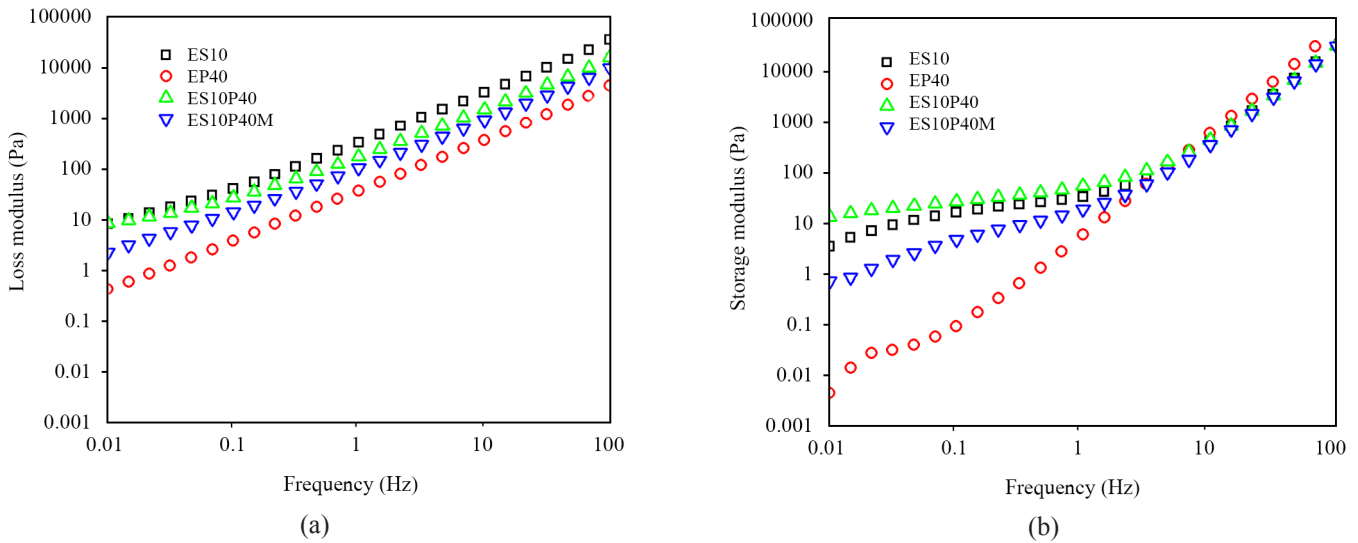 100000
10000
1000
100
10
1
0.1
0.01
0.001
Loss modulus (Pa)
ES10
EP40
ES10P40
ES10P40M
0.01 0.1 1 10 100
Frequency (Hz)
(a)
100000
10000
1000
100
10
1
0.1
0.01
0.001
Storage modulus (Pa)
ES10
EP40
ES10P40
ES10P40M
0.01 0.1 1 10 100
Frequency (Hz)
(b)